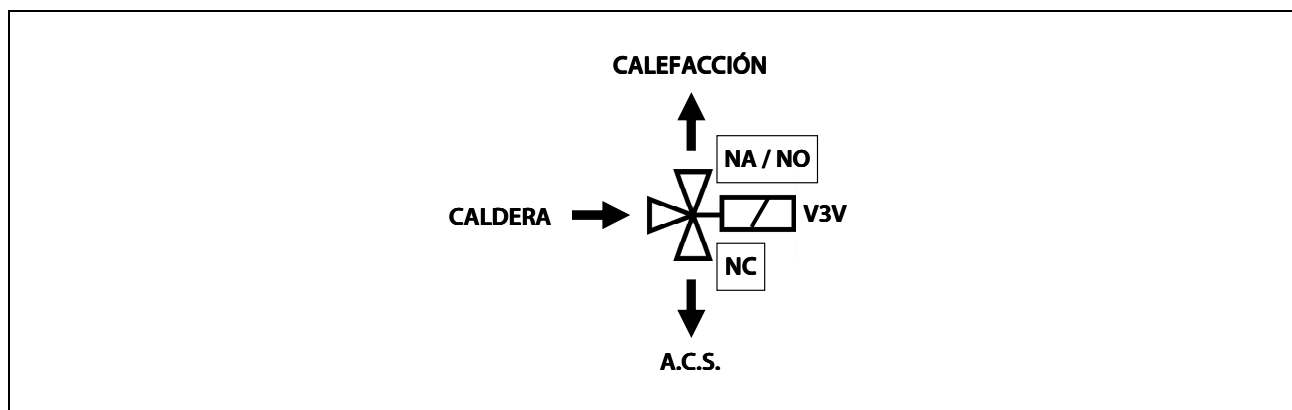 CALEFACCIÓN
NA / NO
CALDERA
V3V
NC
A.C.S.